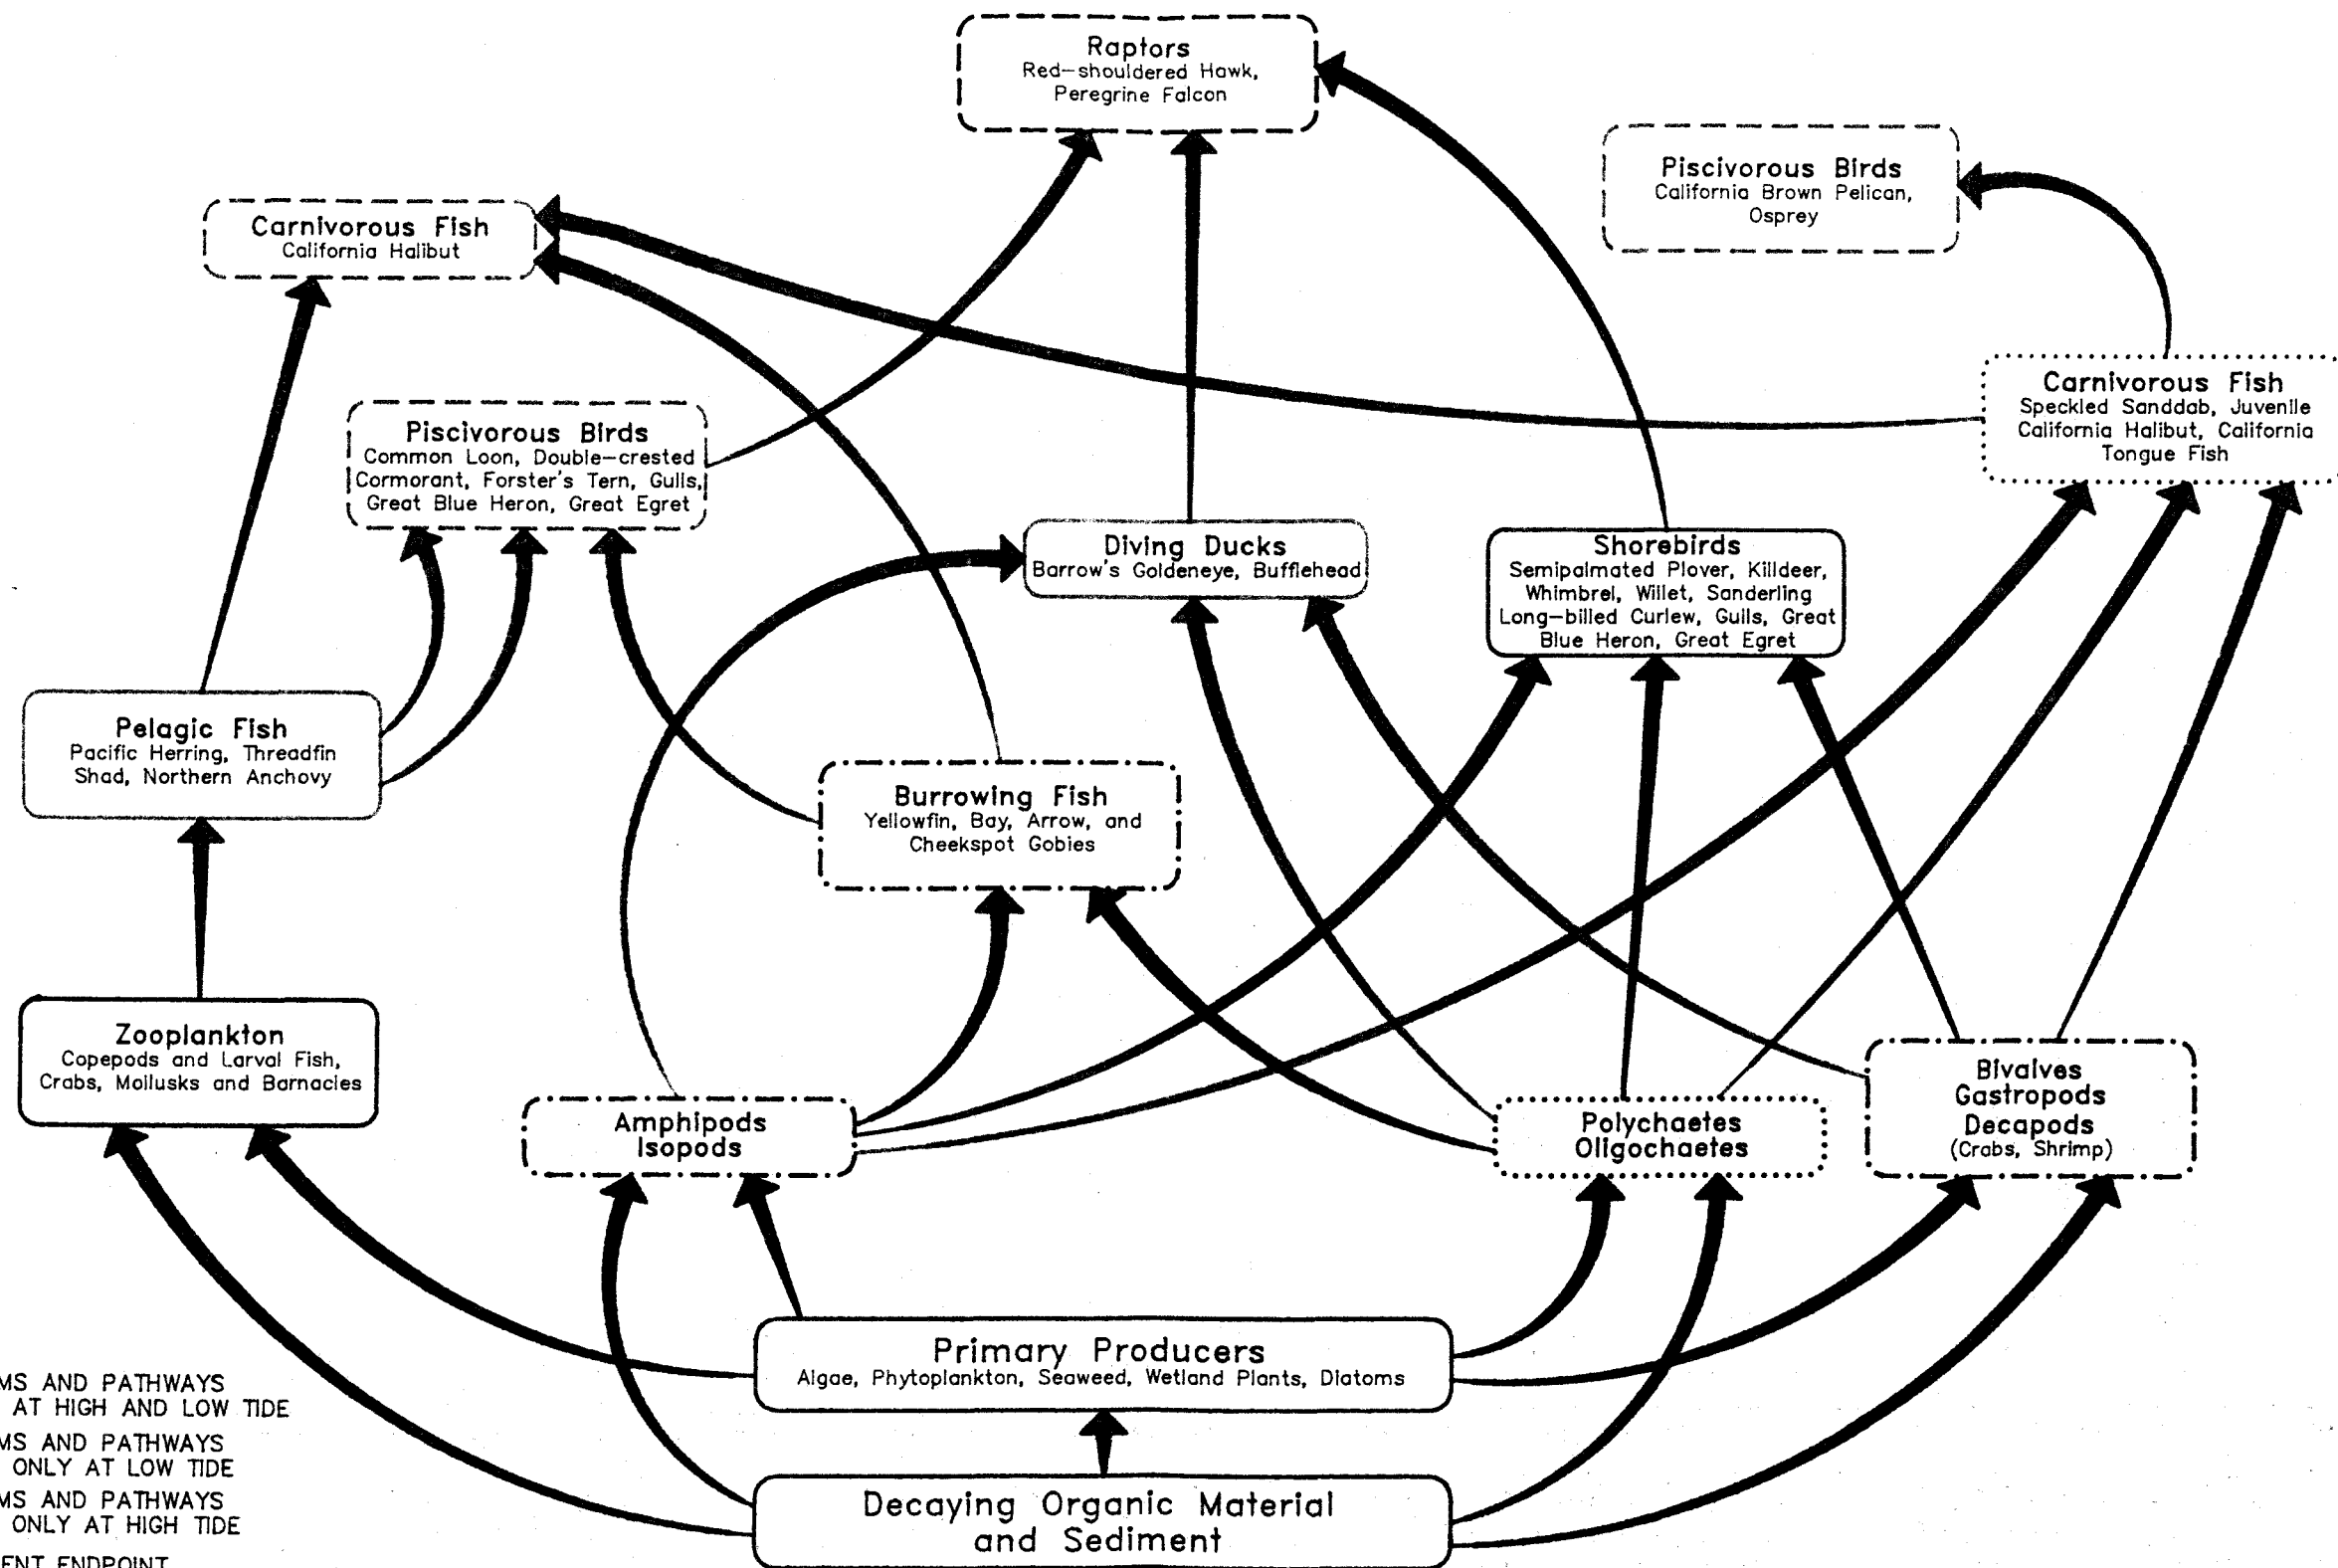 Raptors
Red-shouldered Hawk,
Peregrine Falcon
Piscivorous Birds
California Brown Pelican,
Osprey
Carnivorous Fish
California Halibut
Carnivorous Fish
Speckled Sanddab, Juvenile
California Halibut, California
Tongue Fish
Piscivorous Birds
Common Loon, Double-crested
Cormorant, Forster's Tern, Gulls,
Great Blue Heron, Great Egret
Diving Ducks
Barrow's Goldeneye, Bufflehead
Shorebirds
Semipalmated Plover, Killdeer,
Whimbrel, Willet, Sanderling
Long-billed Curlew, Gulls, Great
Blue Heron, Great Egret
Pelagic Fish
Pacific Herring, Threadfin
Shad, Northern Anchovy
Burrowing Fish
Yellowfin, Bay, Arrow, and
Cheekspot Gobies
Zooplankton
Copepods and Larval Fish,
Crabs, Mollusks and Barnacles
Amphipods
Isopods
Polychaetes
Oligochaetes
Bivalves
Gastropods
Decapods
(Crabs, Shrimp)
Primary Producers
Algae, Phytoplankton, Seaweed, Wetland Plants, Diatoms
Decaying Organic Material
and Sediment
MS AND PATHWAYS
AT HIGH AND LOW TIDE
MS AND PATHWAYS
ONLY AT LOW TIDE
MS AND PATHWAYS
ONLY AT HIGH TIDE
ENT ENDPOINT